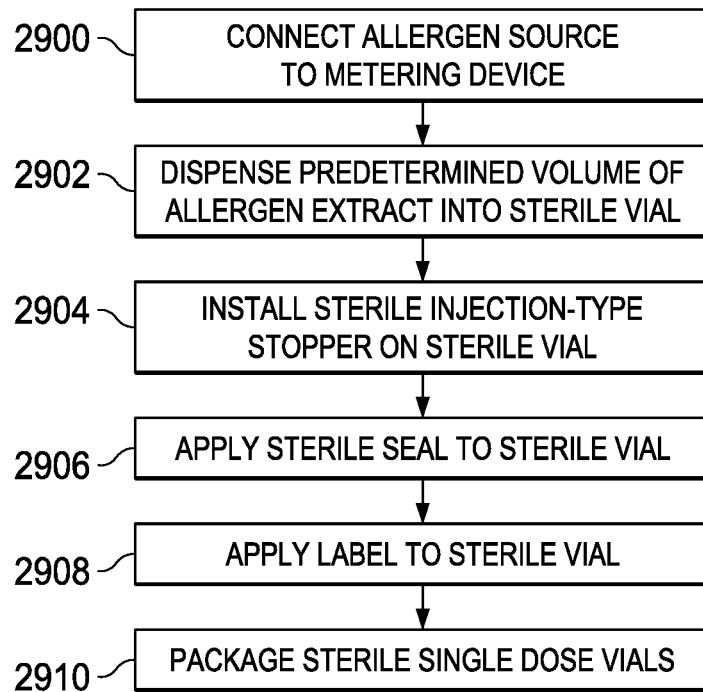 2900
CONNECT ALLERGEN SOURCE
TO METERING DEVICE
2902
DISPENSE PREDETERMINED VOLUME OF
ALLERGEN EXTRACT INTO STERILE VIAL
2904
INSTALL STERILE INJECTION-TYPE
STOPPER ON STERILE VIAL
2906
APPLY STERILE SEAL TO STERILE VIAL
2908
APPLY LABEL TO STERILE VIAL
2910
PACKAGE STERILE SINGLE DOSE VIALS